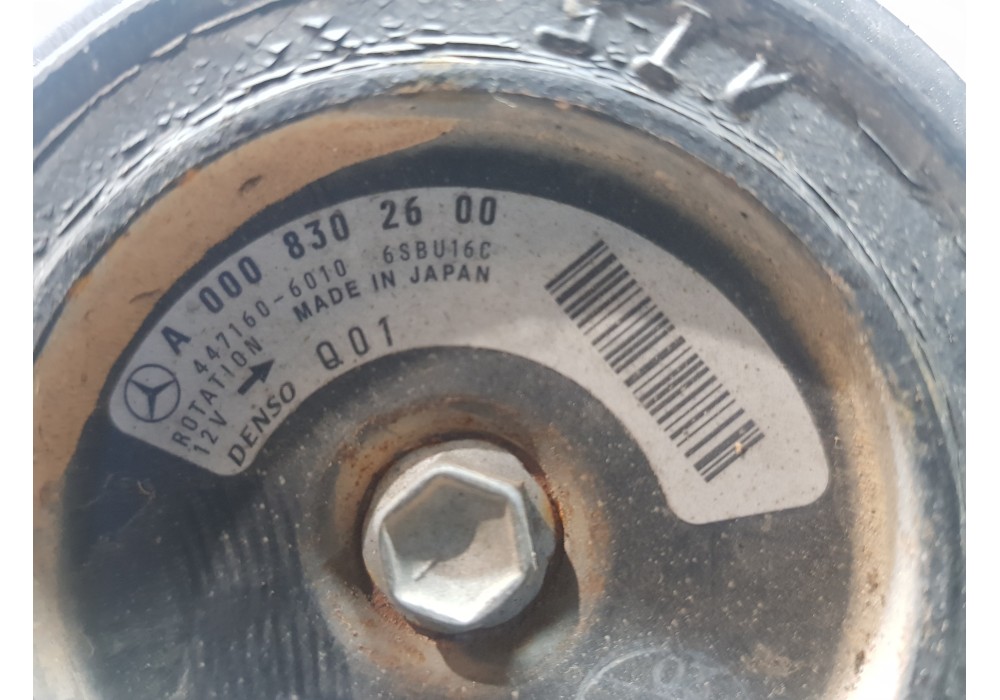 A 000 830 26 00
447160-6010 6SBU16C
MADE IN JAPAN
ROTATION
12V
DENSO Q01